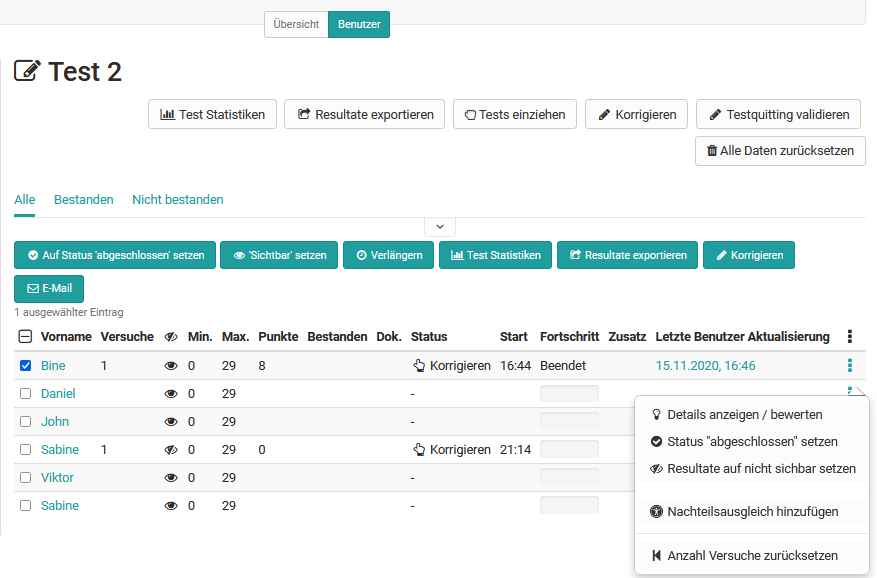 Übersicht Benutzer
Test 2
Test Statistiken Resultate exportieren Tests einziehen Korrigieren Testquitting validieren
Alle Daten zurücksetzen
Alle Bestanden Nicht bestanden
Auf Status 'abgeschlossen' setzen 'Sichtbar' setzen Verlängern Test Statistiken Resultate exportieren Korrigieren
E-Mail
1 ausgewählter Eintrag
Vorname Versuche Min. Max. Punkte Bestanden Dok. Status Start Fortschritt Zusatz Letzte Benutzer Aktualisierung
Bine 1 0 29 8 Korrigieren 16:44 Beendet 15.11.2020, 16:46
Daniel 0 29 -
John 0 29 -
Sabine 1 0 29 0 Korrigieren 21:14
Viktor 0 29 -
Sabine 0 29 -
Details anzeigen / bewerten
Status "abgeschlossen" setzen
Resultate auf nicht sichbar setzen
Nachteilsausgleich hinzufügen
Anzahl Versuche zurücksetzen